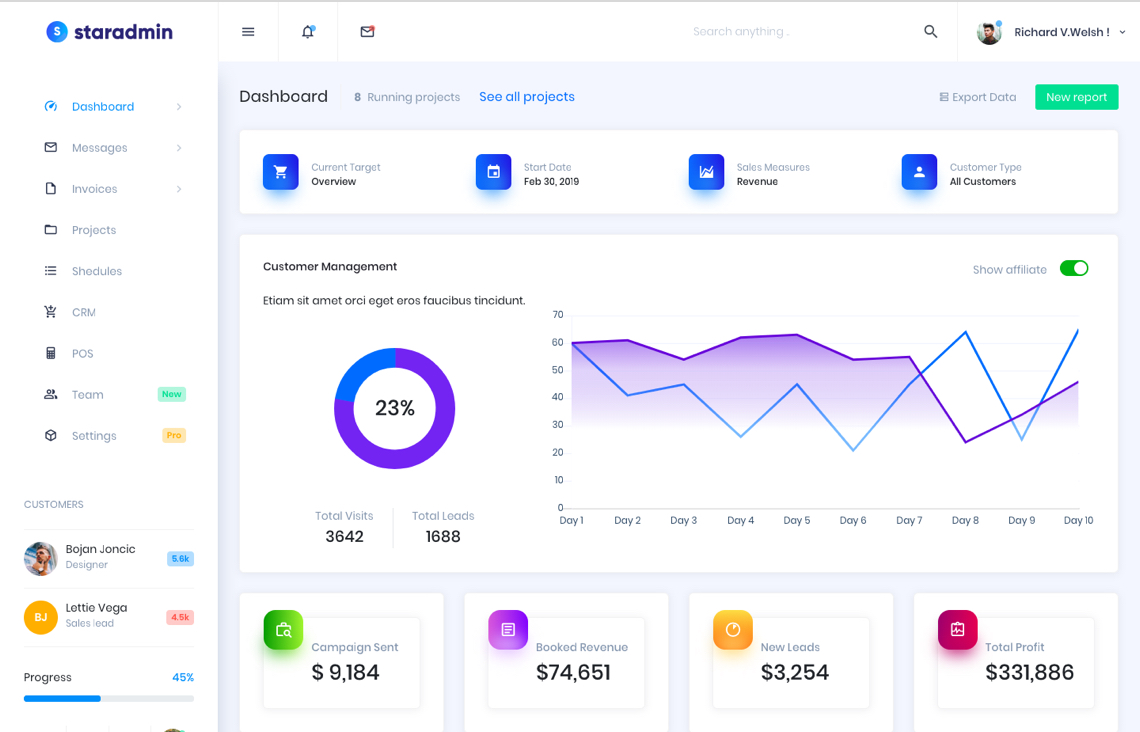 S staradmin
Search anything ..
Richard V.Welsh !
Dashboard
Messages
Invoices
Projects
Shedules
CRM
POS
Team New
Settings Pro
CUSTOMERS
Bojan Joncic
Designer
5.6k
BJ
Lettie Vega
Sales lead
4.5k
Progress 45%
Dashboard 8 Running projects See all projects
Export Data New report
Current Target
Overview
Start Date
Feb 30, 2019
Sales Measures
Revenue
Customer Type
All Customers
Customer Management
Show affiliate
Etiam sit amet orci eget eros faucibus tincidunt.
23%
Total Visits
3642
Total Leads
1688
70
60
50
40
30
20
10
0
Day 1 Day 2 Day 3 Day 4 Day 5 Day 6 Day 7 Day 8 Day 9 Day 10
Campaign Sent
$ 9,184
Booked Revenue
$74,651
New Leads
$3,254
Total Profit
$331,886